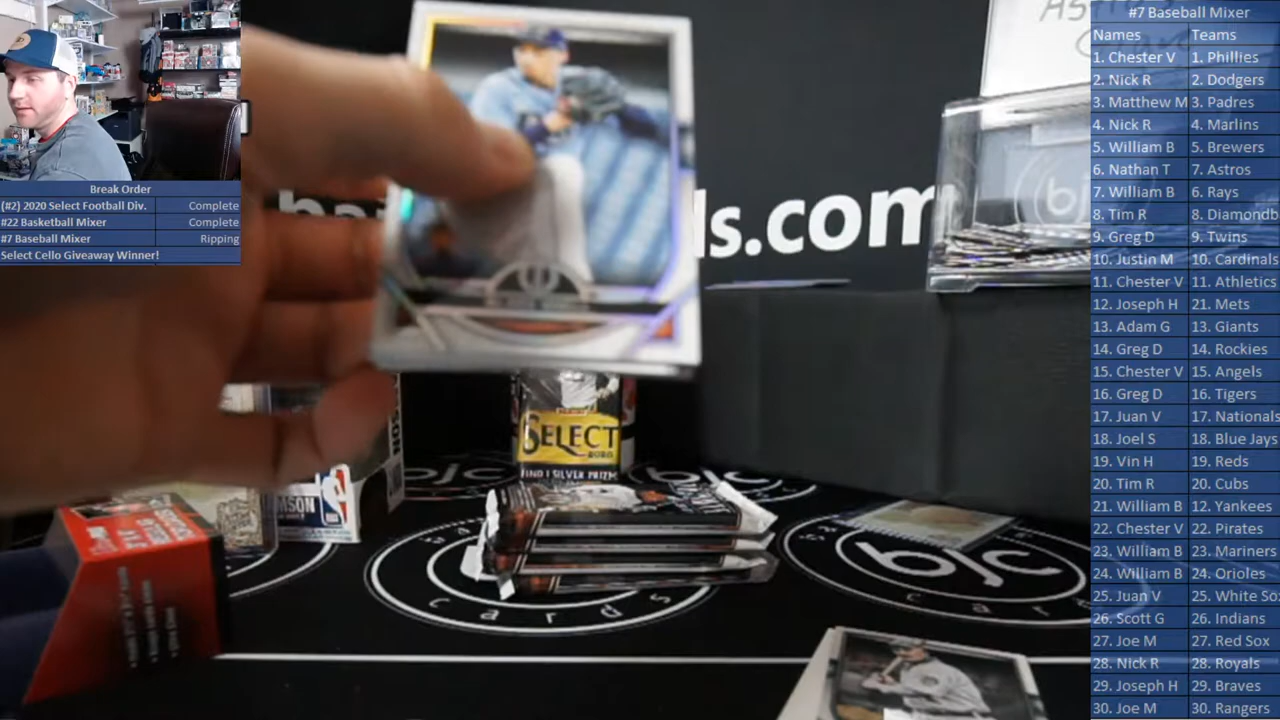 Break Order
(#2) 2020 Select Football Div. Complete
#22 Basketball Mixer Complete
#7 Baseball Mixer Ripping
Select Cello Giveaway Winner!
s.com
SELECT
FIND 1 SILVER PRIZM
bjc
cards
bjc
#7 Baseball Mixer
Names Teams
1. Chester V 1. Phillies
2. Nick R 2. Dodgers
3. Matthew M 3. Padres
4. Nick R 4. Marlins
5. William B 5. Brewers
6. Nathan T 7. Astros
7. William B 6. Rays
8. Tim R 8. Diamondb
9. Greg D 9. Twins
10. Justin M 10. Cardinals
11. Chester V 11. Athletics
12. Joseph H 21. Mets
13. Adam G 13. Giants
14. Greg D 14. Rockies
15. Chester V 15. Angels
16. Greg D 16. Tigers
17. Juan V 17. Nationals
18. Joel S 18. Blue Jays
19. Vin H 19. Reds
20. Tim R 20. Cubs
21. William B 12. Yankees
22. Chester V 22. Pirates
23. William B 23. Mariners
24. William B 24. Orioles
25. Juan V 25. White So
26. Scott G 26. Indians
27. Joe M 27. Red Sox
28. Nick R 28. Royals
29. Joseph H 29. Braves
30. Joe M 30. Rangers